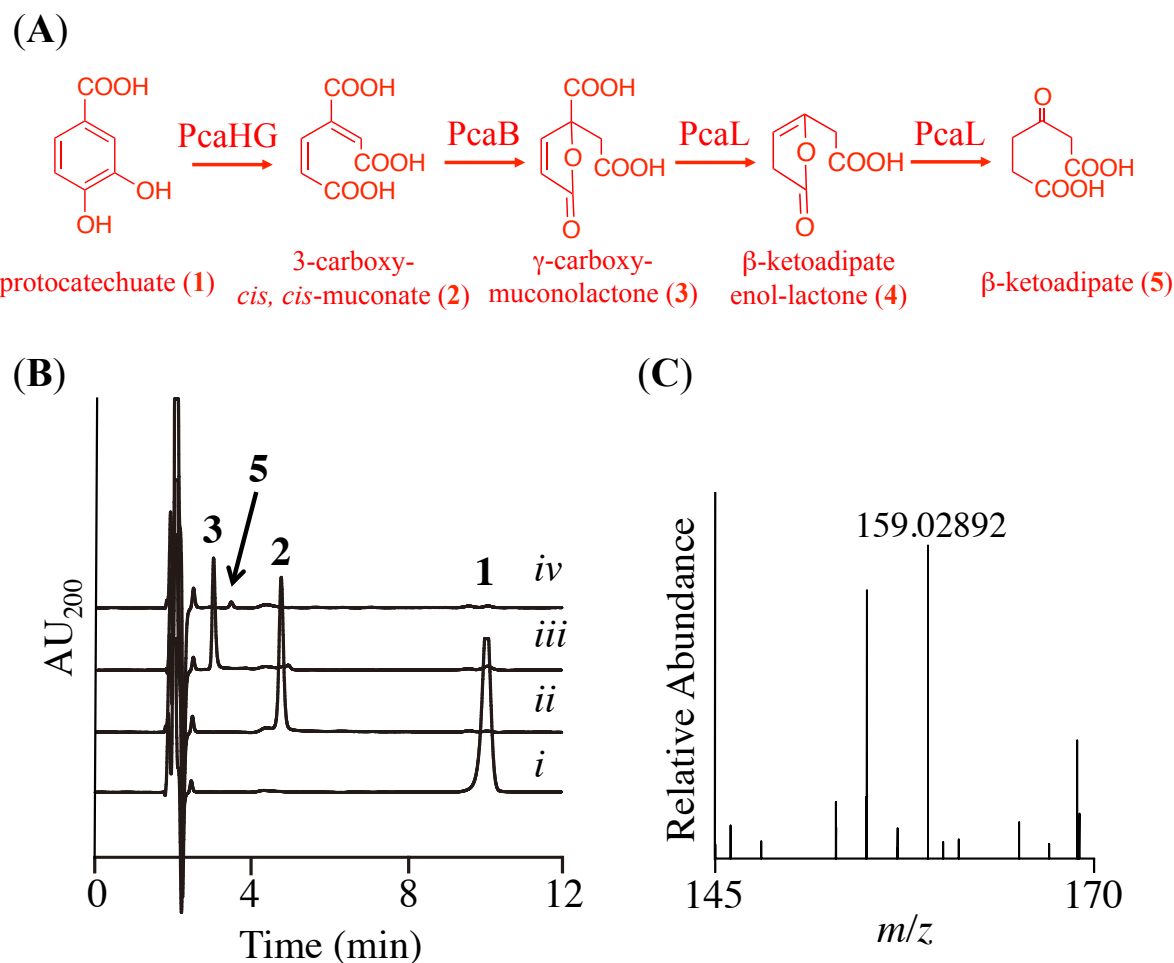 (A)
COOH
OH
OH
PcaHG
COOH
COOH
COOH
PcaB
COOH
O
COOH
O
PcaL
O
COOH
O
PcaL
O
COOH
COOH
protocatechuate (1)
3-carboxy-
cis, cis-muconate (2)
γ-carboxy-
muconolactone (3)
β-ketoadipate
enol-lactone (4)
β-ketoadipate (5)
(B)
AU200
5
3
2
1
iv
iii
ii
i
0
4
8
12
Time (min)
(C)
Relative Abundance
159.02892
145
170
m/z